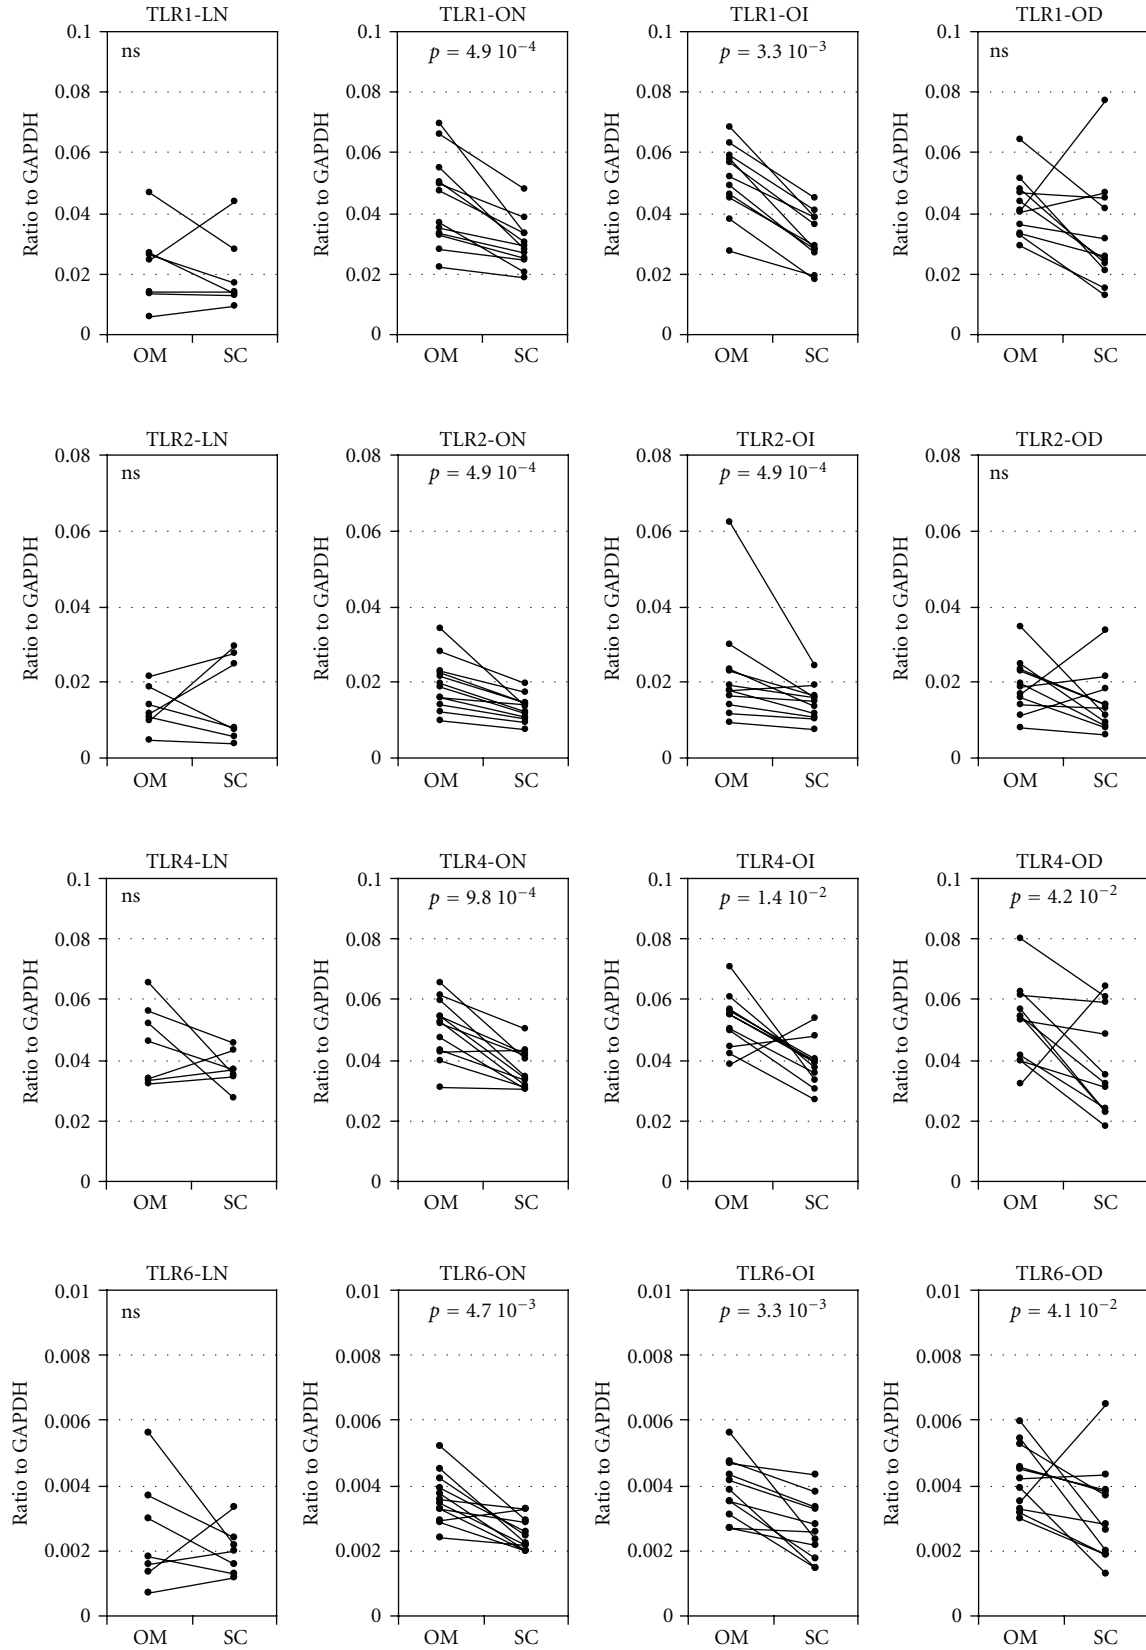 TLR1-LN TLR1-ON TLR1-OI TLR1-OD
0.1 0.1 0.1 0.1
ns p = 4.9 10−4 p = 3.3 10−3 ns
0.08 0.08 0.08 0.08
0.06 0.06 0.06 0.06
Ratio to GAPDH Ratio to GAPDH Ratio to GAPDH Ratio to GAPDH
0.04 0.04 0.04 0.04
0.02 0.02 0.02 0.02
0 0 0 0
OM SC OM SC OM SC OM SC
TLR2-LN TLR2-ON TLR2-OI TLR2-OD
0.08 0.08 0.08 0.08
ns p = 4.9 10−4 p = 4.9 10−4 ns
0.06 0.06 0.06 0.06
Ratio to GAPDH Ratio to GAPDH Ratio to GAPDH Ratio to GAPDH
0.04 0.04 0.04 0.04
0.02 0.02 0.02 0.02
0 0 0 0
OM SC OM SC OM SC OM SC
TLR4-LN TLR4-ON TLR4-OI TLR4-OD
0.1 0.1 0.1 0.1
ns p = 9.8 10−4 p = 1.4 10−2 p = 4.2 10−2
0.08 0.08 0.08 0.08
0.06 0.06 0.06 0.06
Ratio to GAPDH Ratio to GAPDH Ratio to GAPDH Ratio to GAPDH
0.04 0.04 0.04 0.04
0.02 0.02 0.02 0.02
0 0 0 0
OM SC OM SC OM SC OM SC
TLR6-LN TLR6-ON TLR6-OI TLR6-OD
0.01 0.01 0.01 0.01
ns p = 4.7 10−3 p = 3.3 10−3 p = 4.1 10−2
0.008 0.008 0.008 0.008
0.006 0.006 0.006 0.006
Ratio to GAPDH Ratio to GAPDH Ratio to GAPDH Ratio to GAPDH
0.004 0.004 0.004 0.004
0.002 0.002 0.002 0.002
0 0 0 0
OM SC OM SC OM SC OM SC